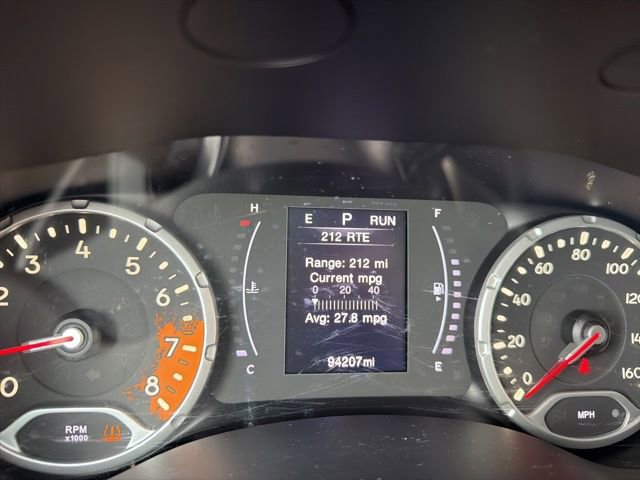 H
E P RUN
F
212 RTE
Range: 212 mi
Current mpg
0 20 40
Avg: 27.8 mpg
94207mi
C
E
0
2
3
4
5
6
7
8
RPM
x1000
0
20
40
60
80
100
120
14
160
MPH